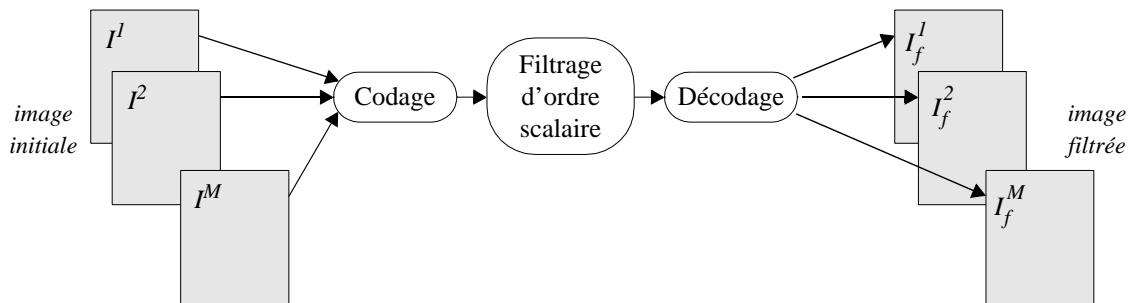 I^1
I^2
I^M
image
initiale
Codage
Filtrage
d’ordre
scalaire
Décodage
I_f^1
I_f^2
I_f^M
image
filtrée